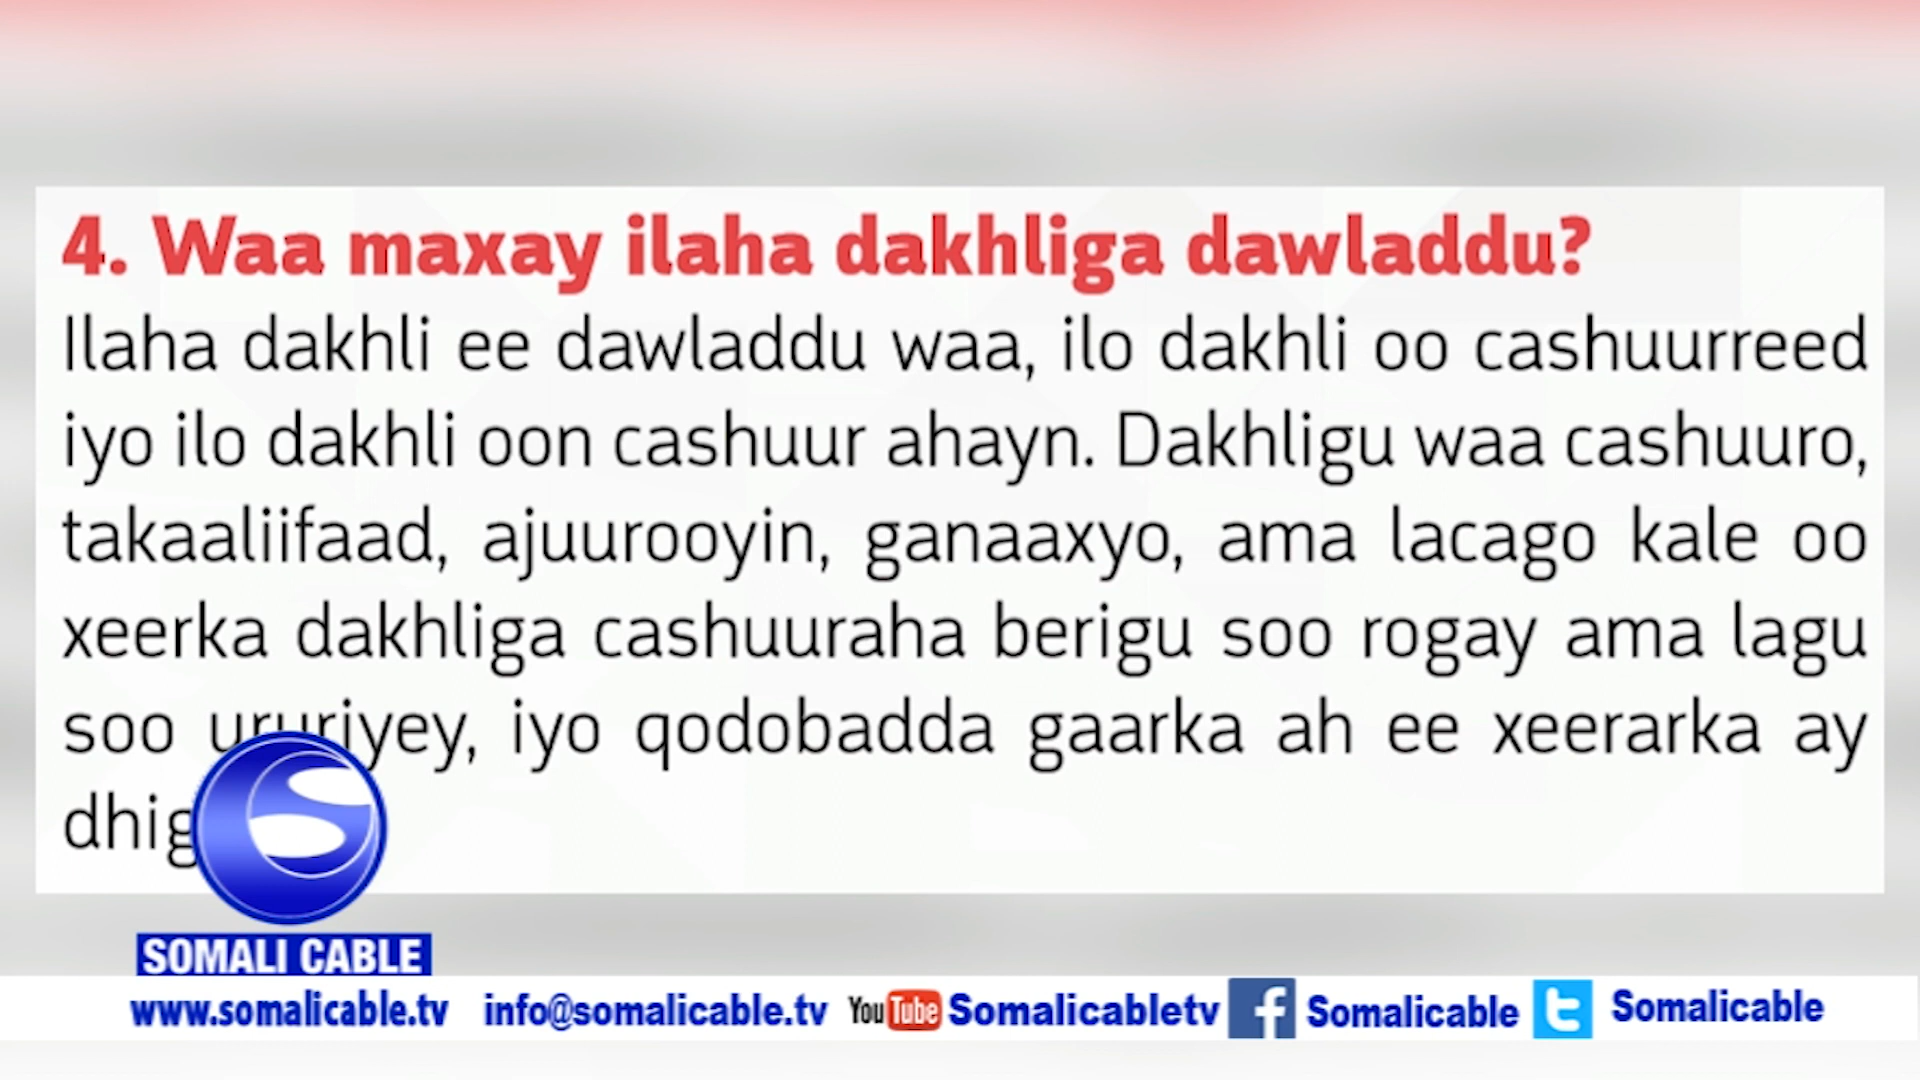 4. Waa maxay ilaha dakhliga dawladdu?
Ilaha dakhli ee dawladdu waa, ilo dakhli oo cashuurreed
iyo ilo dakhli oon cashuur ahayn. Dakhligu waa cashuuro,
takaaliifaad, ajuurooyin, ganaaxyo, ama lacago kale oo
xeerka dakhliga cashuuraha berigu soo rogay ama lagu
soo ururiyey, iyo qodobadda gaarka ah ee xeerarka ay
SOMALI CABLE
www.somalicable.tv info@somalicable.tv YouTube Somalicabletv Somalicable Somalicable